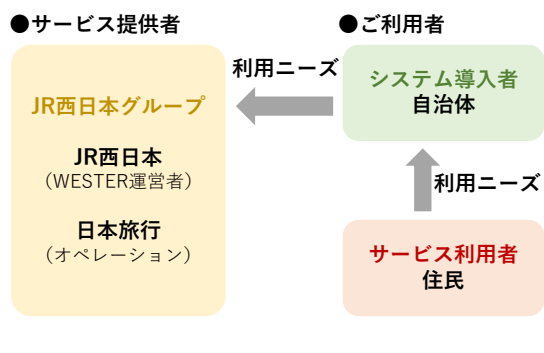 ●サービス提供者
JR西日本グループ
JR西日本
（WESTER運営者）
日本旅行
（オペレーション）
利用ニーズ
●ご利用者
システム導入者
自治体
利用ニーズ
サービス利用者
住民